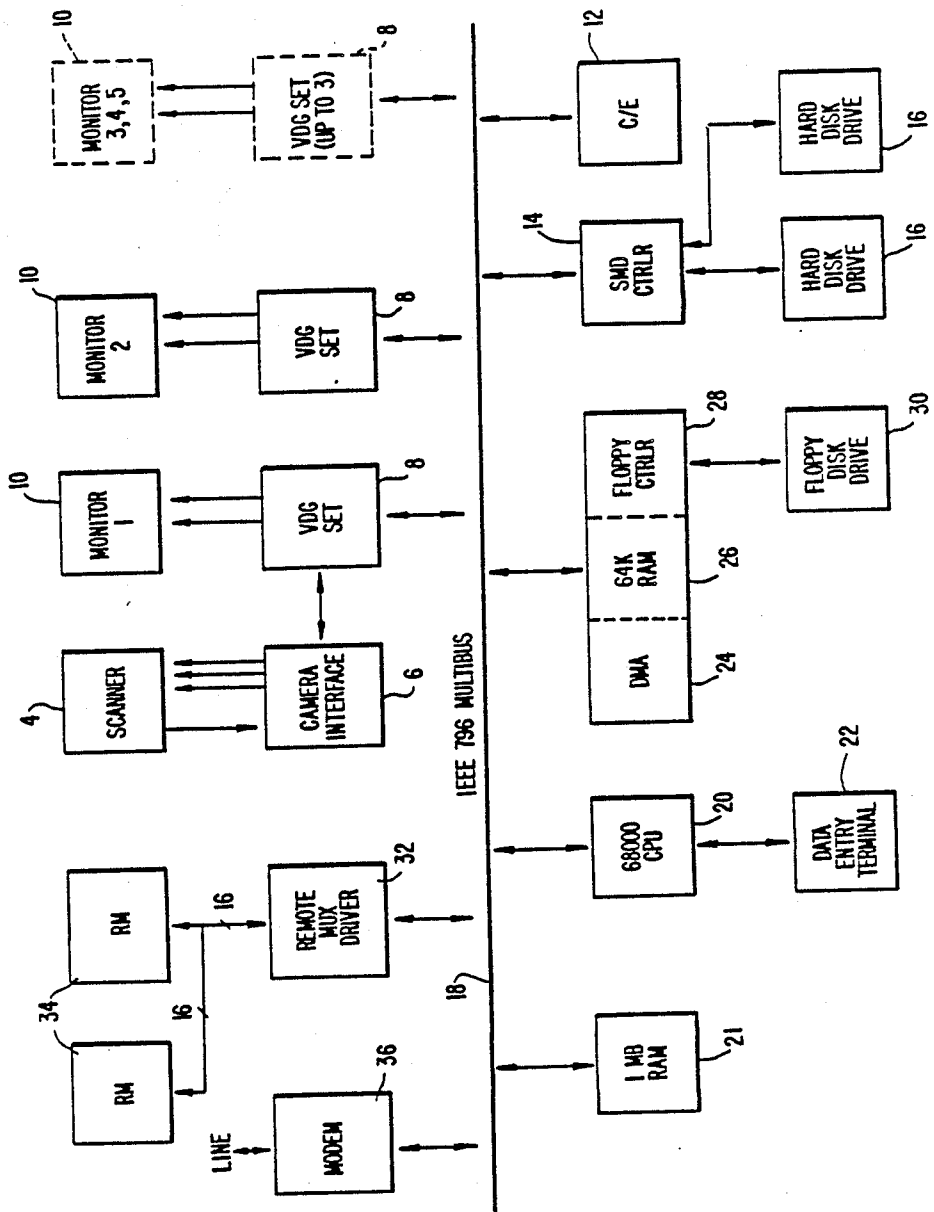 34
RM
RM
16
16
LINE
36
MODEM
32
REMOTE
MUX
DRIVER
4
SCANNER
6
CAMERA
INTERFACE
10
MONITOR
1
8
VDG
SET
10
MONITOR
2
8
VDG
SET
10
MONITOR
3, 4, 5
8
VDG SET
(UP TO 3)
IEEE 796 MULTIBUS
18
1 MB
RAM
21
68000
CPU
20
DATA
ENTRY
TERMINAL
22
DMA
24
64K
RAM
26
FLOPPY
CTRLR
28
FLOPPY
DISK
DRIVE
30
14
SMD
CTRLR
HARD
DISK
DRIVE
16
12
C/E
HARD
DISK
DRIVE
16